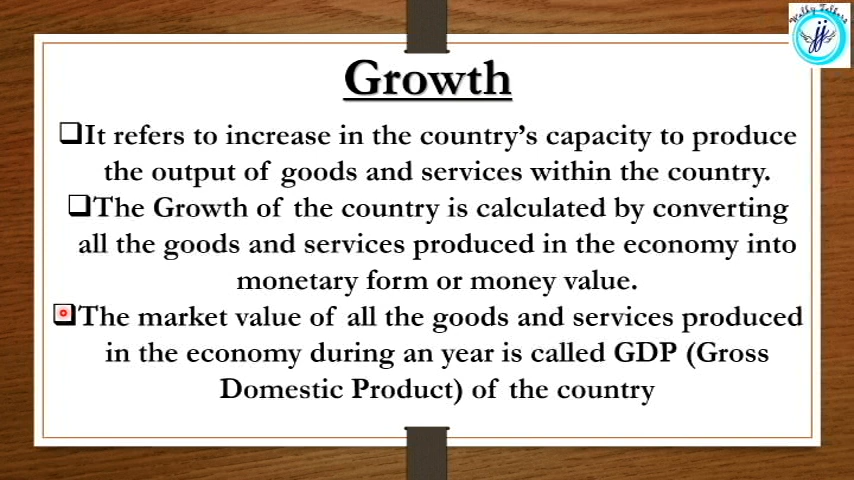 Growth
❑It refers to increase in the country’s capacity to produce
the output of goods and services within the country.
❑The Growth of the country is calculated by converting
all the goods and services produced in the economy into
monetary form or money value.
❑The market value of all the goods and services produced
in the economy during an year is called GDP (Gross
Domestic Product) of the country
jj